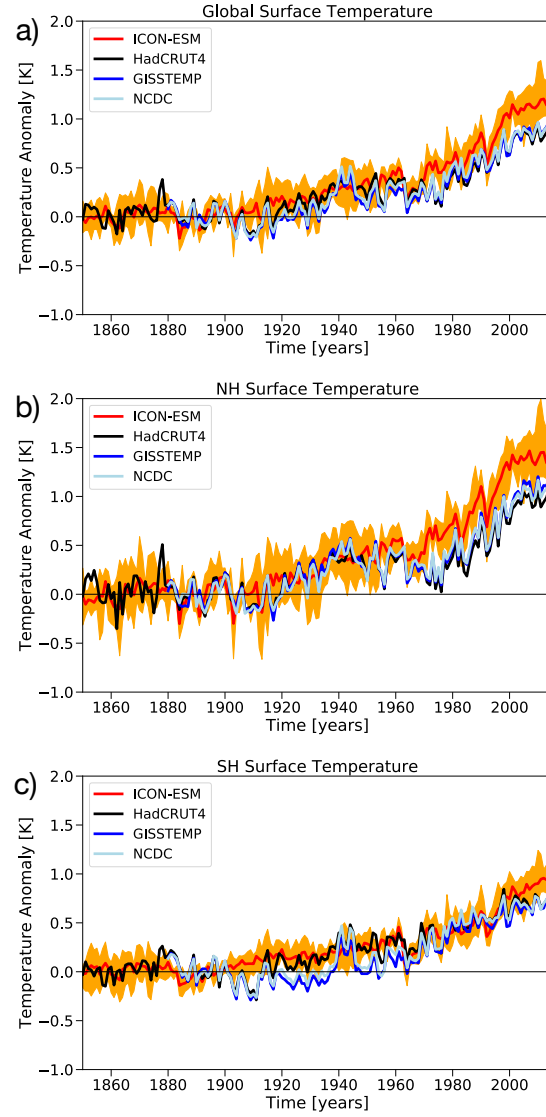 Global Surface Temperature
a)
ICON-ESM
HadCRUT4
GISSTEMP
NCDC
Temperature Anomaly [K]
2.0
1.5
1.0
0.5
0.0
−0.5
−1.0
1860 1880 1900 1920 1940 1960 1980 2000
Time [years]
NH Surface Temperature
b)
ICON-ESM
HadCRUT4
GISSTEMP
NCDC
Temperature Anomaly [K]
2.0
1.5
1.0
0.5
0.0
−0.5
−1.0
1860 1880 1900 1920 1940 1960 1980 2000
Time [years]
SH Surface Temperature
c)
ICON-ESM
HadCRUT4
GISSTEMP
NCDC
Temperature Anomaly [K]
2.0
1.5
1.0
0.5
0.0
−0.5
−1.0
1860 1880 1900 1920 1940 1960 1980 2000
Time [years]